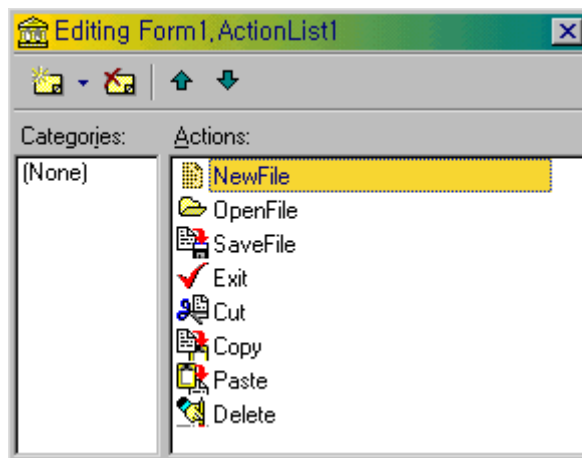 Editing Form1.ActionList1
Categories:
Actions:
(None)
NewFile
OpenFile
SaveFile
Exit
Cut
Copy
Paste
Delete